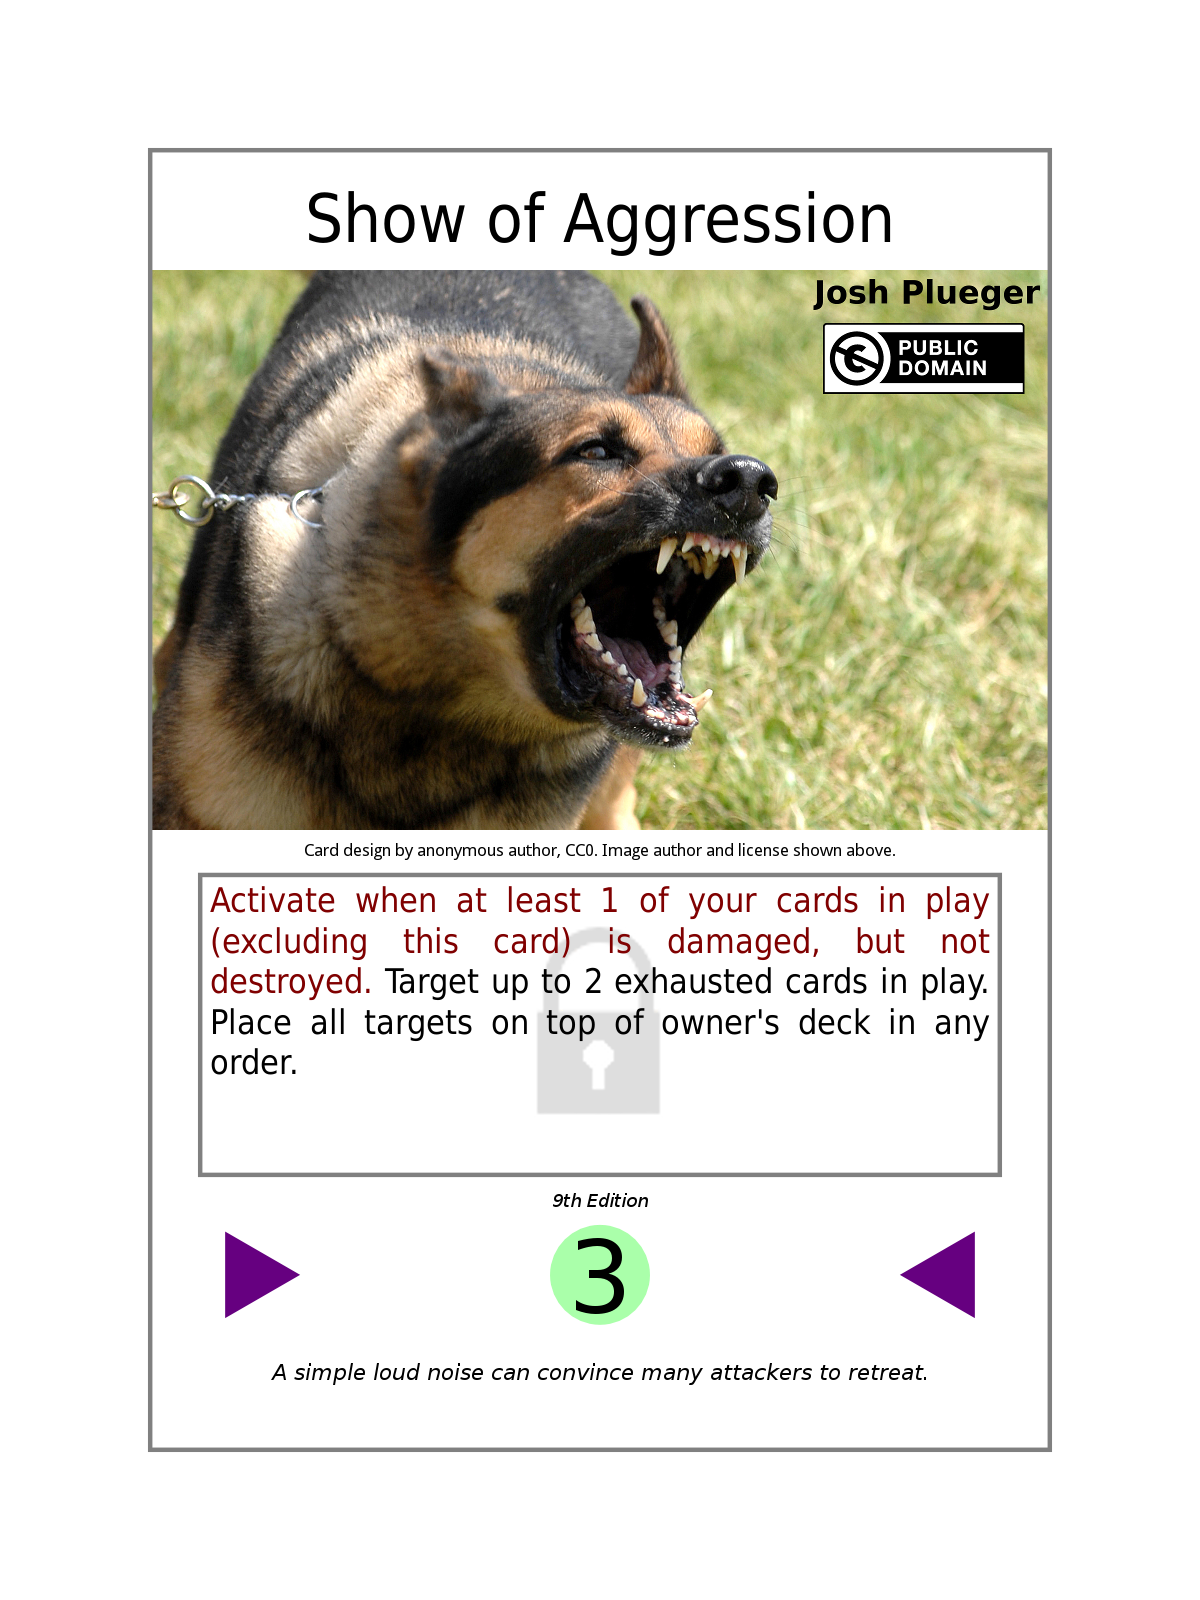 Show of Aggression
Josh Plueger
PUBLIC
DOMAIN
Card design by anonymous author, CC0. Image author and license shown above.
Activate when at least 1 of your cards in play
(excluding this card) is damaged, but not
destroyed. Target up to 2 exhausted cards in play.
Place all targets on top of owner's deck in any
order.
9th Edition
3
A simple loud noise can convince many attackers to retreat.